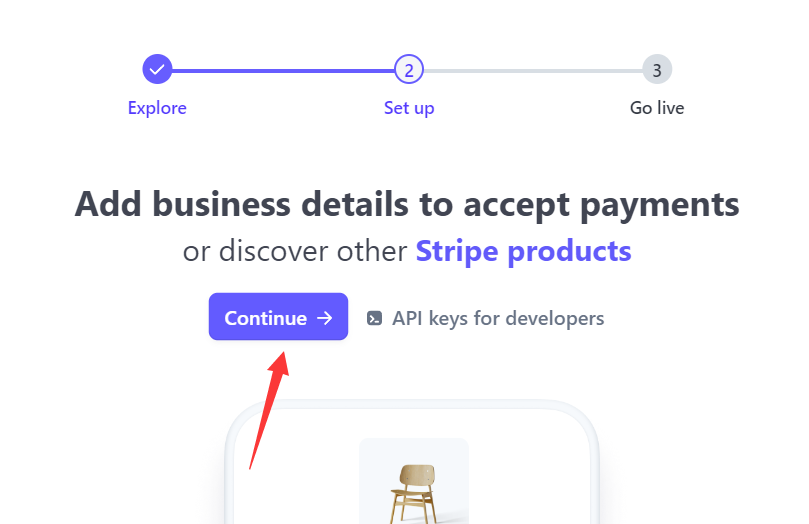 2
3
Explore
Set up
Go live
Add business details to accept payments
or discover other Stripe products
Continue →
API keys for developers